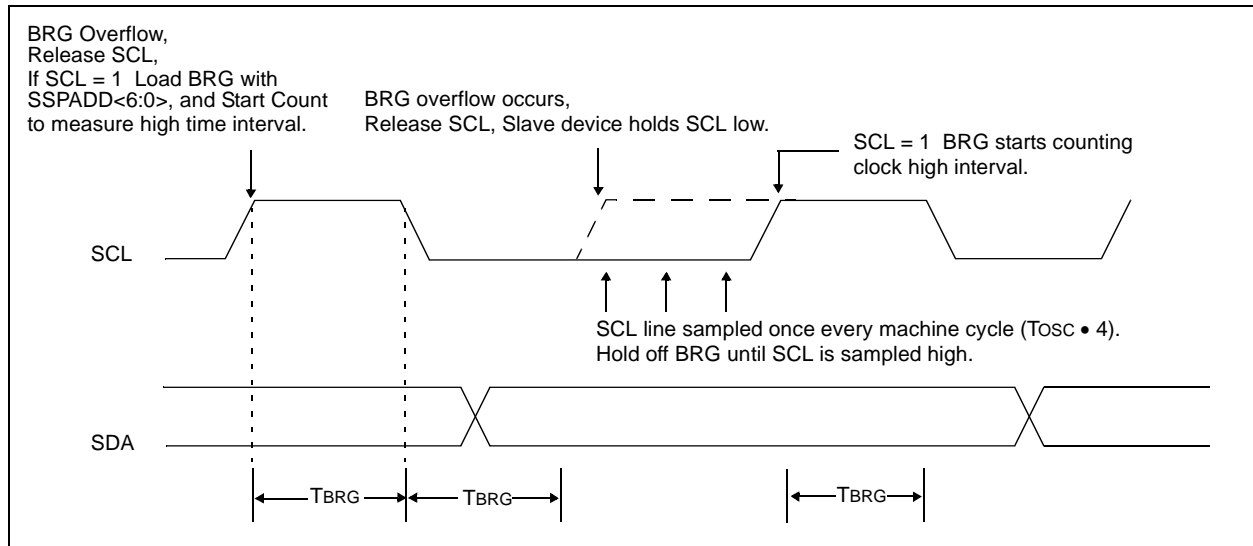 BRG Overflow,
Release SCL,
If SCL = 1 Load BRG with
SSPADD<6:0>, and Start Count
to measure high time interval.
BRG overflow occurs,
Release SCL, Slave device holds SCL low.
SCL = 1 BRG starts counting
clock high interval.
SCL
SCL line sampled once every machine cycle (TOSC • 4).
Hold off BRG until SCL is sampled high.
SDA
TBRG
TBRG
TBRG